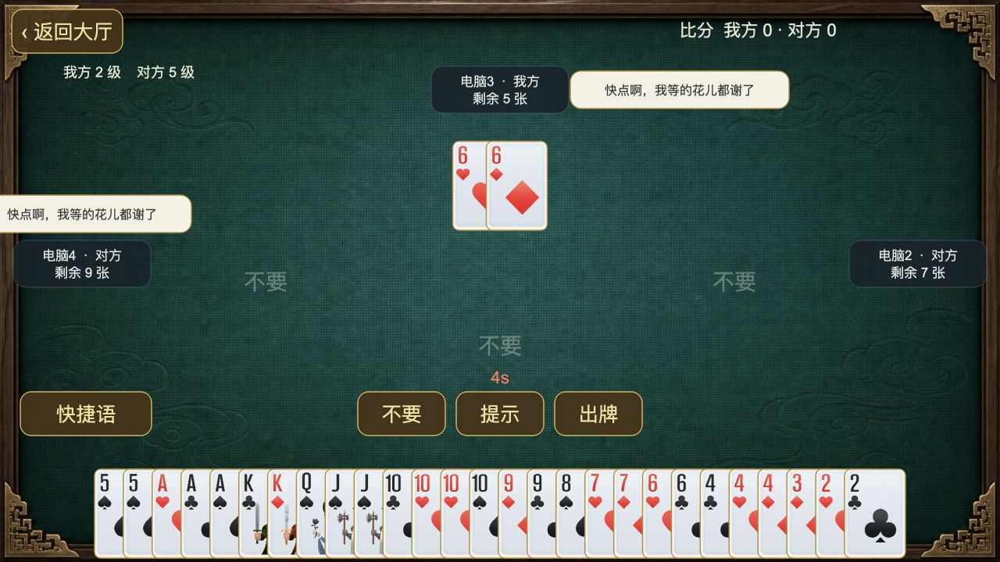 ‹ 返回大厅
比分 我方 0 · 对方 0
我方 2 级 对方 5 级
电脑3 · 我方
剩余 5 张
快点啊，我等的花儿都谢了
6 6
快点啊，我等的花儿都谢了
电脑4 · 对方
剩余 9 张
电脑2 · 对方
剩余 7 张
不要
不要
不要
4s
快捷语
不要
提示
出牌
5 5 A A A K K Q J J 10 10 10 10 9 9 8 7 7 6 6 4 4 4 3 2 2